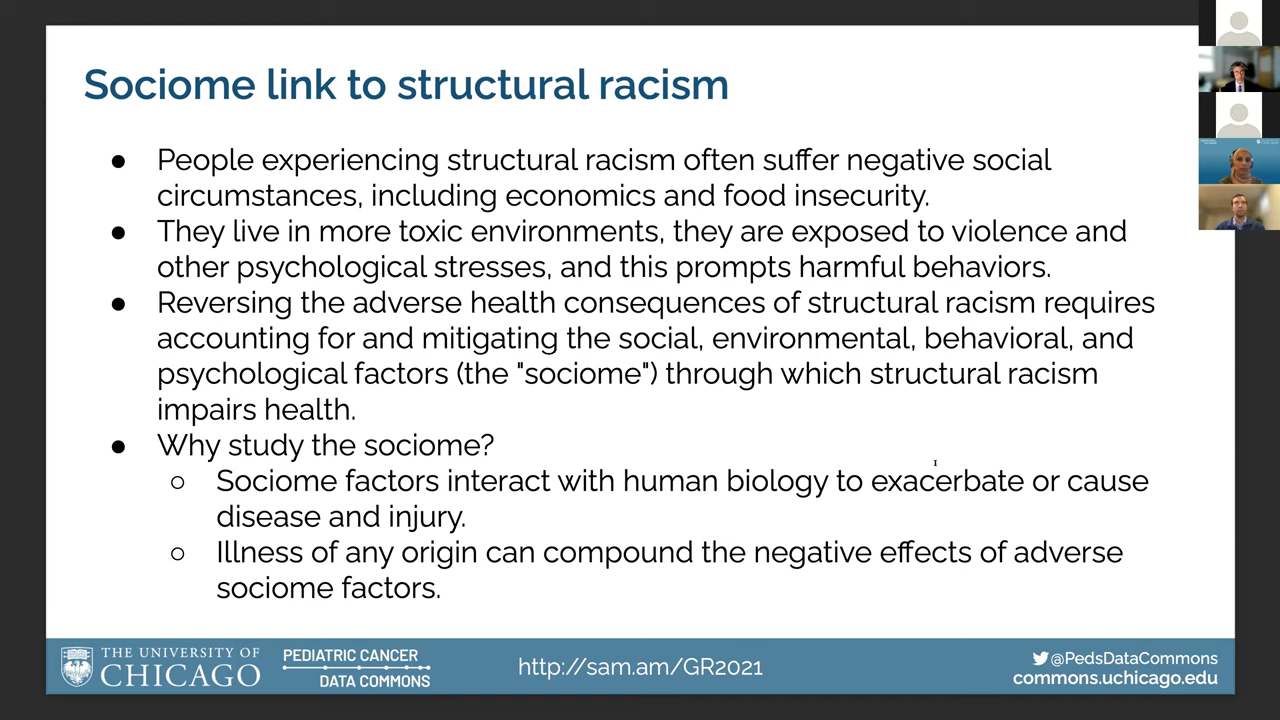 Sociome link to structural racism
● People experiencing structural racism often suffer negative social
circumstances, including economics and food insecurity.
● They live in more toxic environments, they are exposed to violence and
other psychological stresses, and this prompts harmful behaviors.
● Reversing the adverse health consequences of structural racism requires
accounting for and mitigating the social, environmental, behavioral, and
psychological factors (the "sociome") through which structural racism
impairs health.
● Why study the sociome?
○ Sociome factors interact with human biology to exacerbate or cause
disease and injury.
○ Illness of any origin can compound the negative effects of adverse
sociome factors.
THE UNIVERSITY OF
CHICAGO
PEDIATRIC CANCER
DATA COMMONS
http://sam.am/GR2021
@PedsDataCommons
commons.uchicago.edu